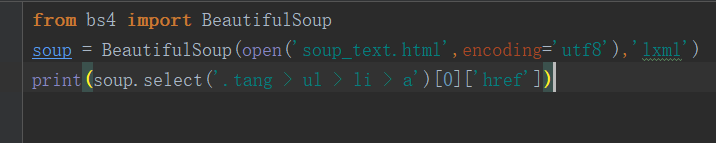 from bs4 import BeautifulSoup
soup = BeautifulSoup(open('soup_text.html',encoding='utf8'),'lxml')
print(soup.select('.tang > ul > li > a')[0]['href'])